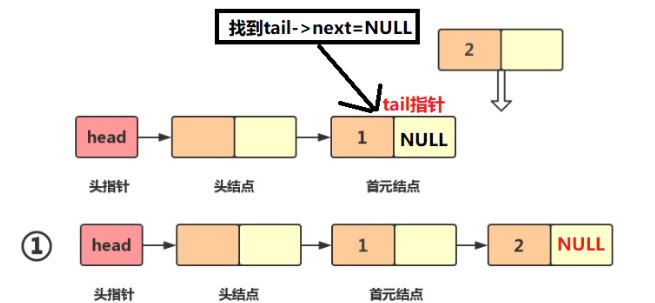 找到tail->next=NULL
2
tail指针
head
1
NULL
头指针
头结点
首元结点
①
head
1
2
NULL
头指针
头结点
首元结点